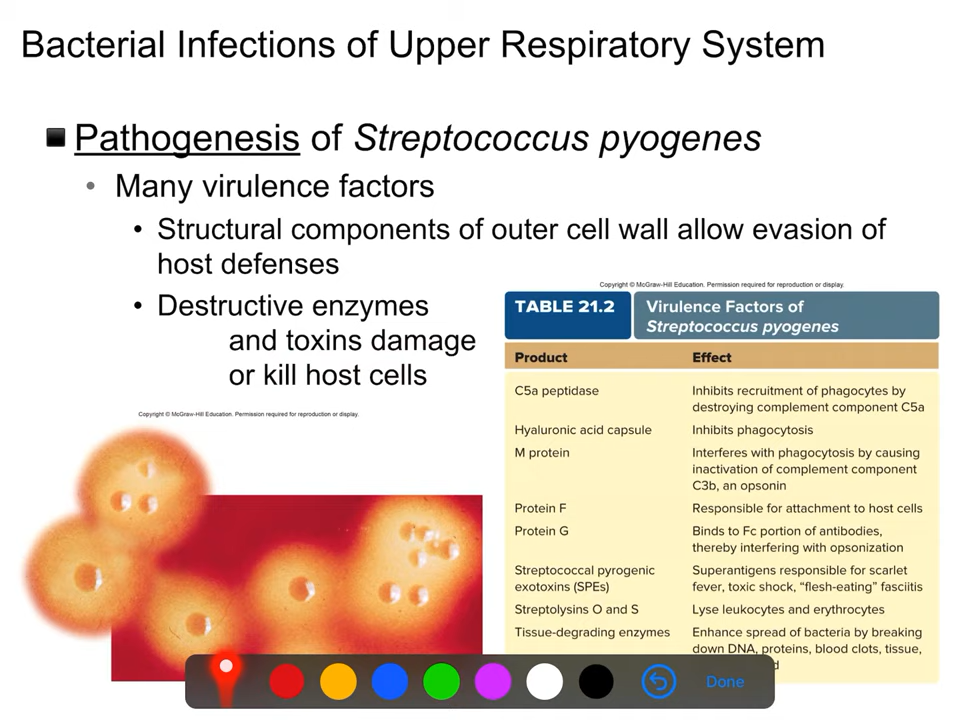 Bacterial Infections of Upper Respiratory System
Pathogenesis of Streptococcus pyogenes
• Many virulence factors
• Structural components of outer cell wall allow evasion of
host defenses
• Destructive enzymes
and toxins damage
or kill host cells
Copyright © McGraw-Hill Education. Permission required for reproduction or display.
Copyright © McGraw-Hill Education. Permission required for reproduction or display.
TABLE 21.2 Virulence Factors of
Streptococcus pyogenes
Product Effect
C5a peptidase Inhibits recruitment of phagocytes by
destroying complement component C5a
Hyaluronic acid capsule Inhibits phagocytosis
M protein Interferes with phagocytosis by causing
inactivation of complement component
C3b, an opsonin
Protein F Responsible for attachment to host cells
Protein G Binds to Fc portion of antibodies,
thereby interfering with opsonization
Streptococcal pyrogenic Superantigens responsible for scarlet
exotoxins (SPEs) fever, toxic shock, “flesh-eating” fasciitis
Streptolysins O and S Lyse leukocytes and erythrocytes
Tissue-degrading enzymes Enhance spread of bacteria by breaking
down DNA, proteins, blood clots, tissue,
Done